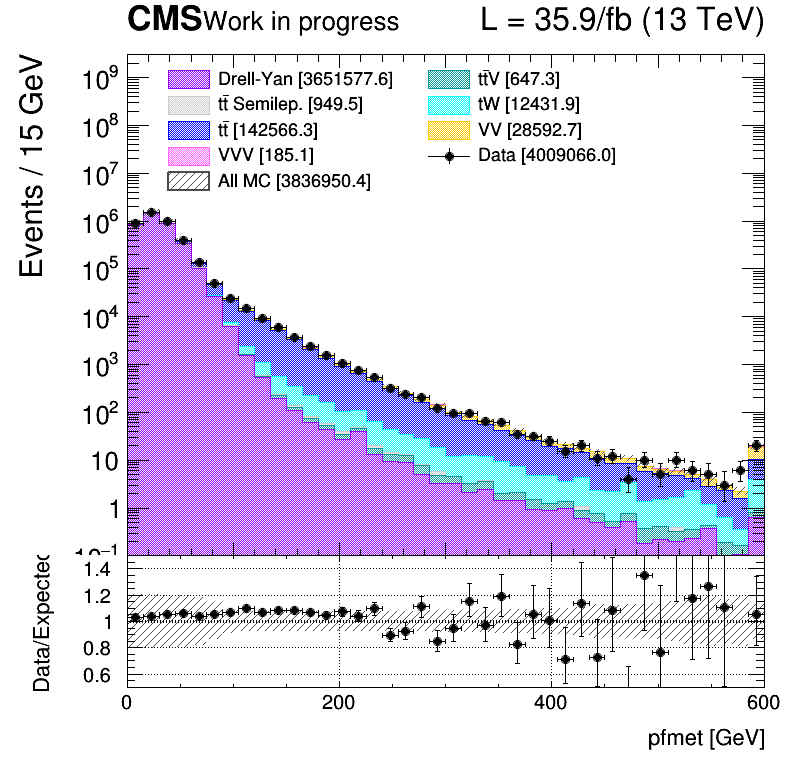 CMS Work in progress L = 35.9/fb (13 TeV)
Events / 15 GeV
10⁹
10⁸
10⁷
10⁶
10⁵
10⁴
10³
10²
10
1
10⁻¹
Drell-Yan [3651577.6]
tt̄ Semilep. [949.5]
tt̄ [142566.3]
VVV [185.1]
All MC [3836950.4]
tt̄V [647.3]
tW [12431.9]
VV [28592.7]
Data [4009066.0]
Data/Expected
1.4
1.2
1
0.8
0.6
0 200 400 600
pfmet [GeV]